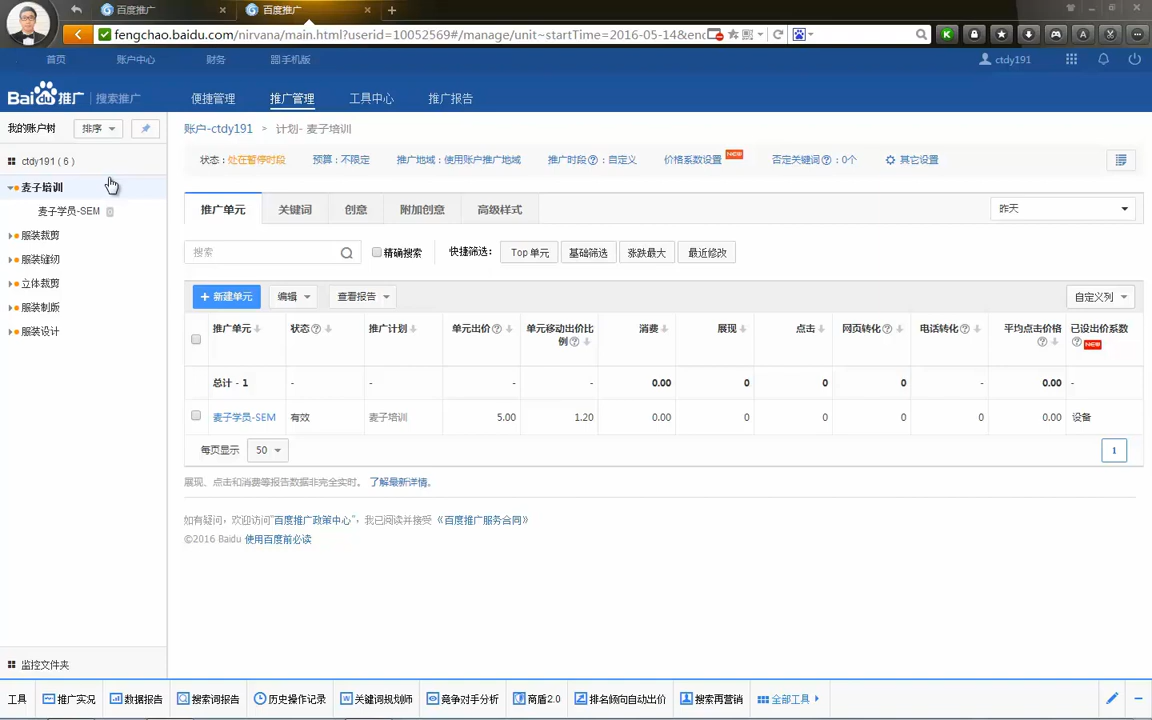 百度推广
百度推广
fengchao.baidu.com/nirvana/main.html?userid=10052569#/manage/unit~startTime=2016-05-14&end
首页 账户中心 财务 手机版 ctdy191
Bai du 推广 搜索推广 便捷管理 推广管理 工具中心 推广报告
我的账户树 排序
账户-ctdy191 > 计划- 麦子培训
ctdy191 ( 6 )
状态: 处在暂停时段 预算: 不限定 推广地域: 使用账户推广地域 推广时段?: 自定义 价格系数设置 NEW 否定关键词?: 0个 其它设置
麦子培训
麦子学员-SEM
服装裁剪
服装缝纫
立体裁剪
服装制版
服装设计
推广单元 关键词 创意 附加创意 高级样式 昨天
搜索 精确搜索 快捷筛选: Top 单元 基础筛选 涨跌最大 最近修改
+ 新建单元 编辑 查看报告 自定义列
推广单元 状态? 推广计划 单元出价? 单元移动出价比例? 消费 展现 点击 网页转化? 电话转化? 平均点击价格? 已设出价系数? NEW
总计 - 1 - - - - 0.00 0 0 0 - 0.00 -
麦子学员-SEM 有效 麦子培训 5.00 1.20 0.00 0 0 0 0 0.00 设备
每页显示 50 1
展现、点击和消费等报告数据非完全实时。 了解最新详情。
如有疑问，欢迎访问"百度推广政策中心"，我已阅读并接受《百度推广服务合同》
©2016 Baidu 使用百度前必读
监控文件夹
工具 推广实况 数据报告 搜索词报告 历史操作记录 关键词规划师 竞争对手分析 商盾2.0 排名倾向自动出价 搜索再营销 全部工具